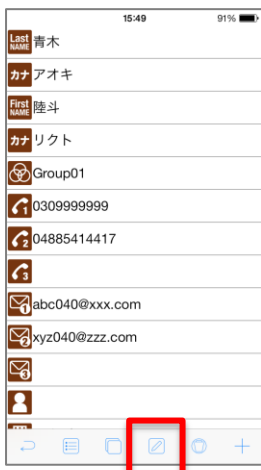 15:49 91%
Last NAME 青木
カナ アオキ
First NAME 陸斗
カナ リクト
Group01
1 0309999999
2 04885414417
3
1 abc040@xxx.com
2 xyz040@zzz.com
3